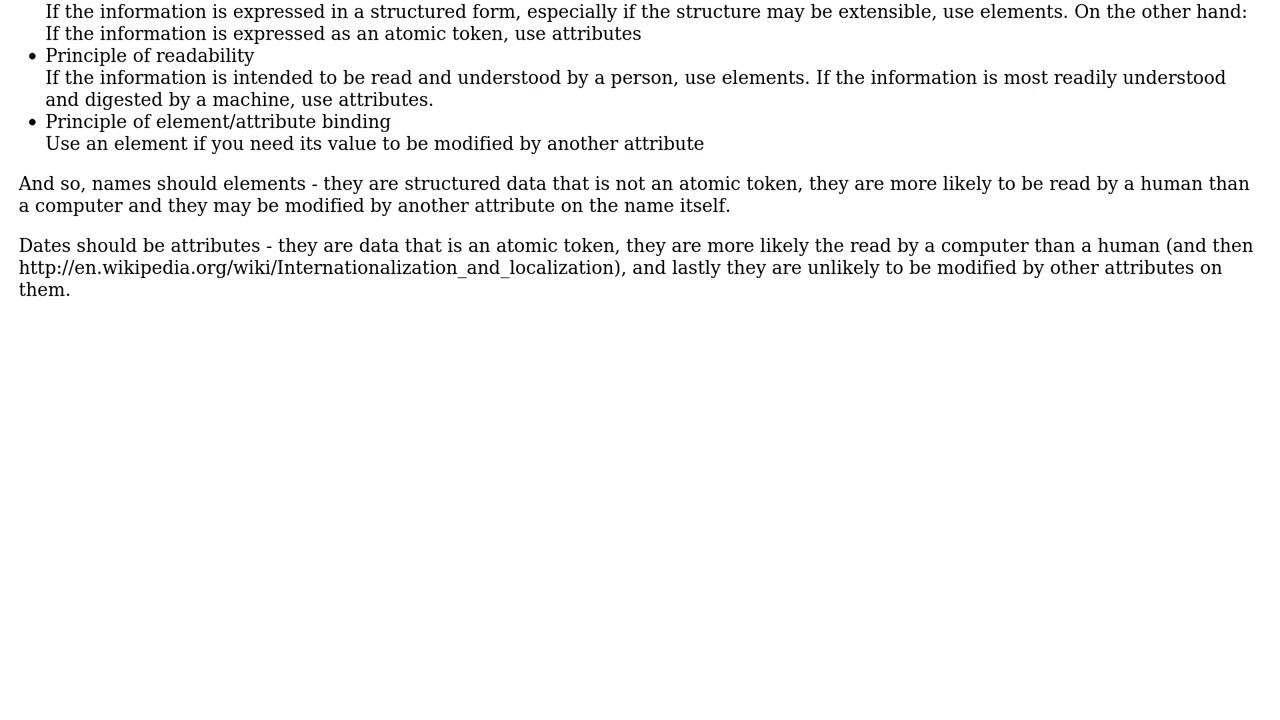 If the information is expressed in a structured form, especially if the structure may be extensible, use elements. On the other hand:
If the information is expressed as an atomic token, use attributes
• Principle of readability
If the information is intended to be read and understood by a person, use elements. If the information is most readily understood
and digested by a machine, use attributes.
• Principle of element/attribute binding
Use an element if you need its value to be modified by another attribute
And so, names should elements - they are structured data that is not an atomic token, they are more likely to be read by a human than
a computer and they may be modified by another attribute on the name itself.
Dates should be attributes - they are data that is an atomic token, they are more likely the read by a computer than a human (and then
http://en.wikipedia.org/wiki/Internationalization_and_localization), and lastly they are unlikely to be modified by other attributes on
them.